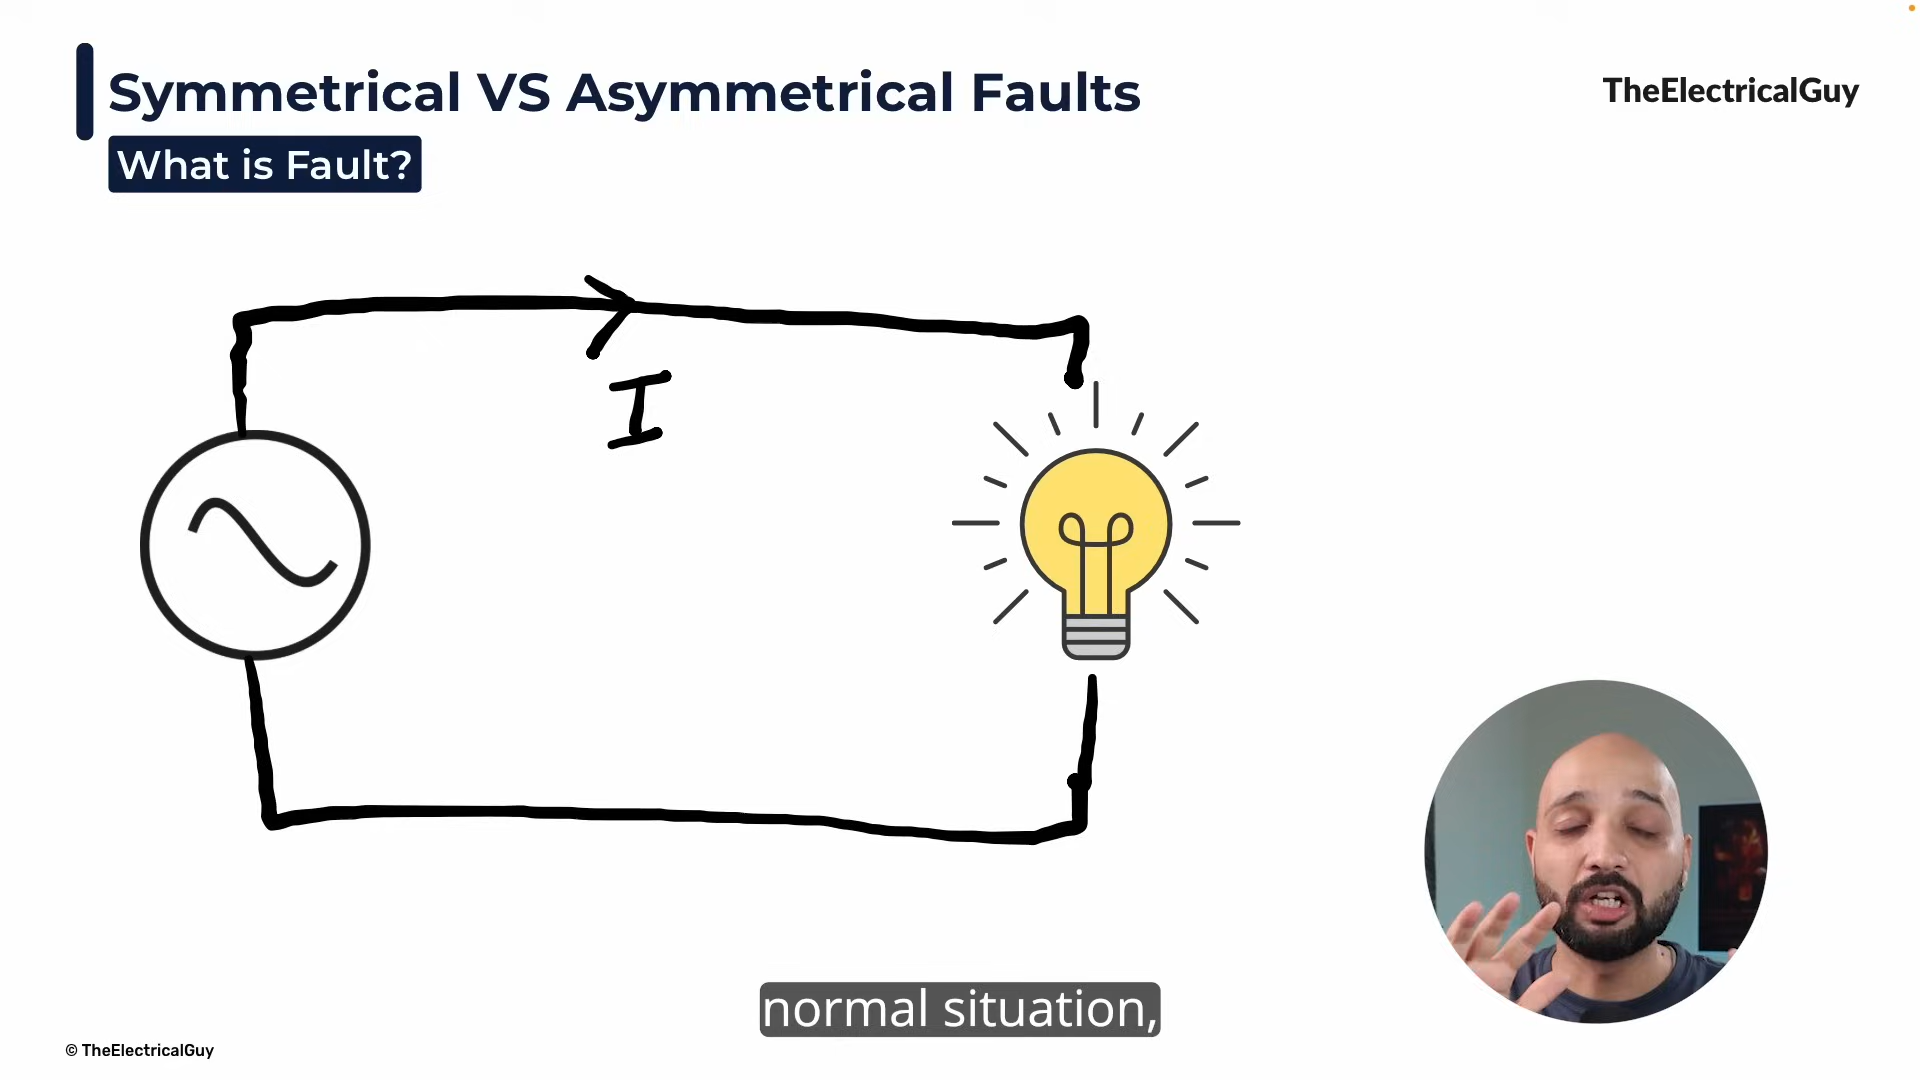 Symmetrical VS Asymmetrical Faults
TheElectricalGuy
What is Fault?
I
normal situation,
© TheElectricalGuy